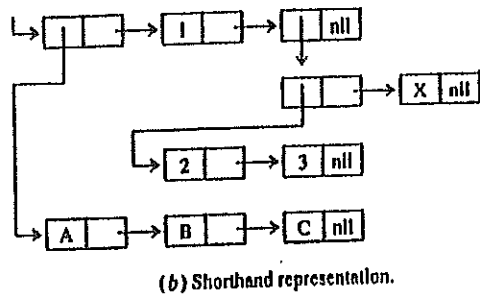 1 nil
X nil
2 3 nil
A B C nil
(b) Shorthand representation.